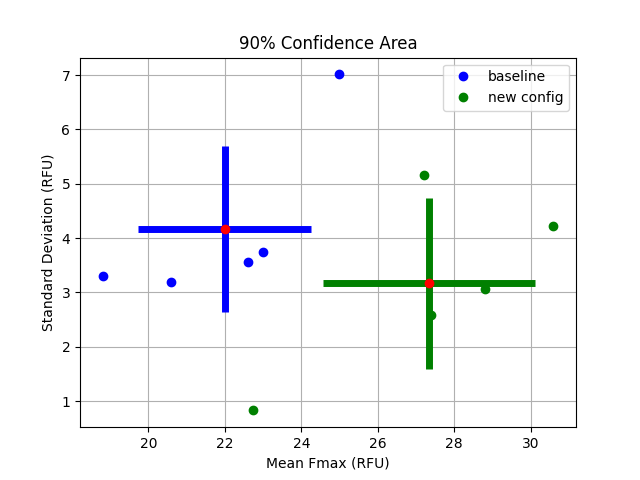 90% Confidence Area
baseline
new config
7
6
5
4
3
2
1
Standard Deviation (RFU)
20
22
24
26
28
30
Mean Fmax (RFU)